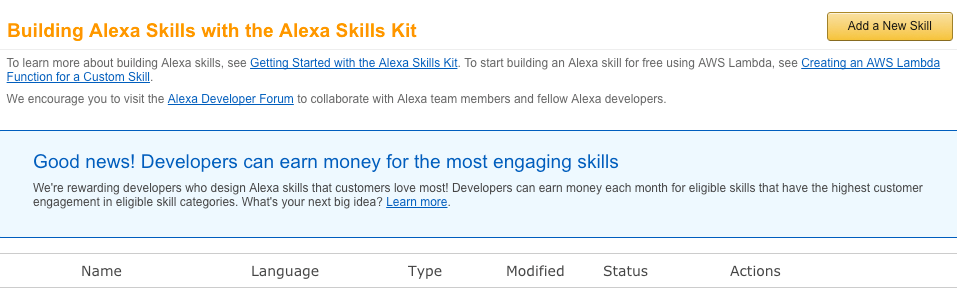 Building Alexa Skills with the Alexa Skills Kit
Add a New Skill
To learn more about building Alexa skills, see Getting Started with the Alexa Skills Kit. To start building an Alexa skill for free using AWS Lambda, see Creating an AWS Lambda
Function for a Custom Skill.
We encourage you to visit the Alexa Developer Forum to collaborate with Alexa team members and fellow Alexa developers.
Good news! Developers can earn money for the most engaging skills
We're rewarding developers who design Alexa skills that customers love most! Developers can earn money each month for eligible skills that have the highest customer
engagement in eligible skill categories. What's your next big idea? Learn more.
Name Language Type Modified Status Actions